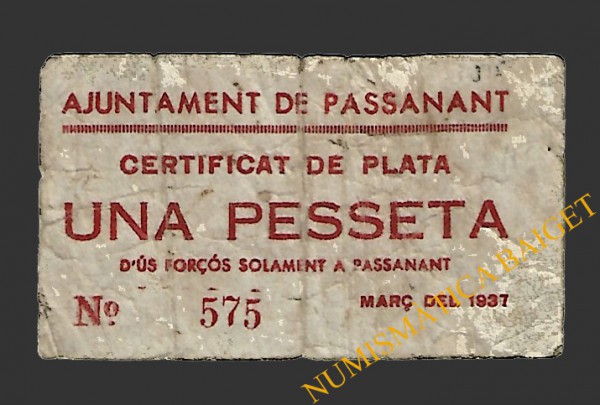 AJUNTAMENT DE PASSANANT
CERTIFICAT DE PLATA
UNA PESSETA
D'ÚS FORÇÓS SOLAMENT A PASSANANT
Nº 575
MARÇ DEL 1937
NUMISMATICA BAIGET